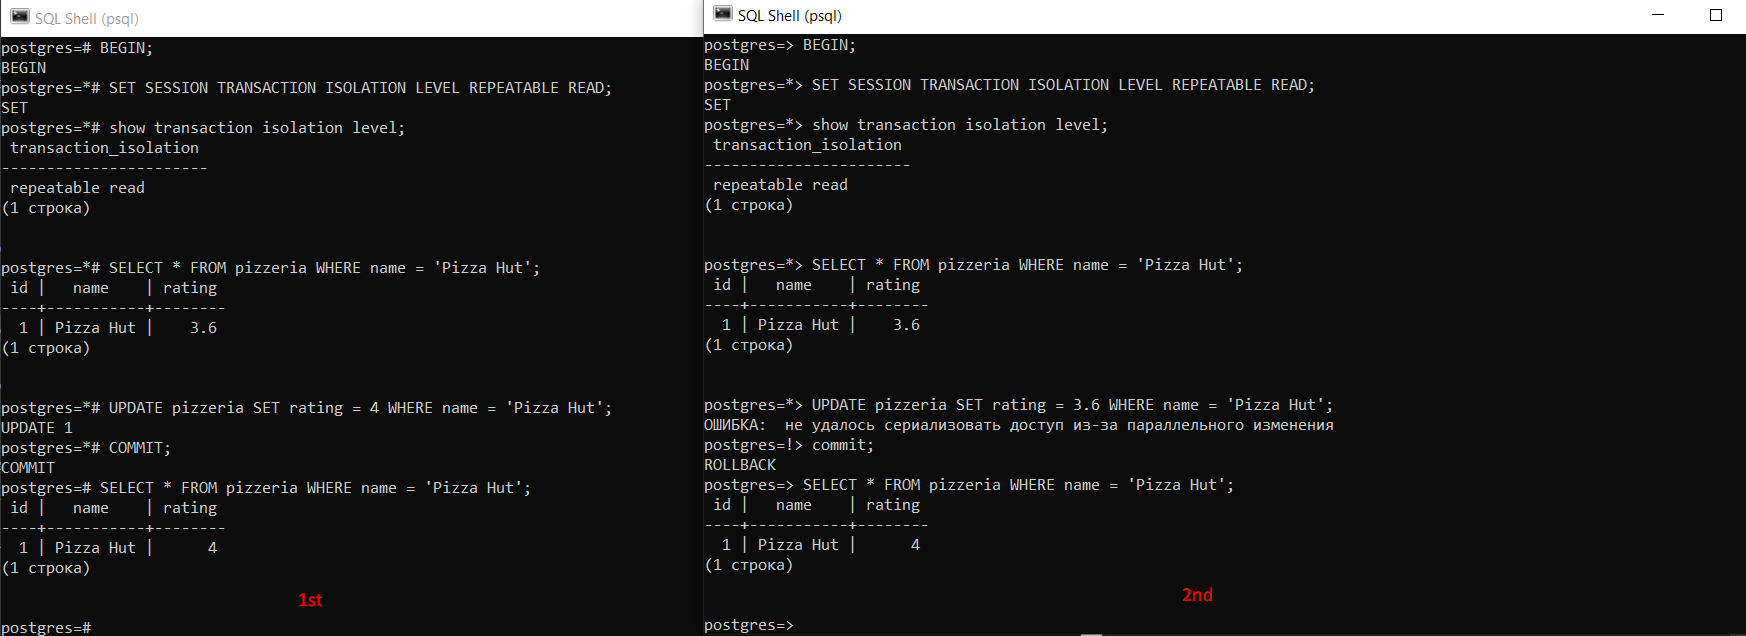 SQL Shell (psql)
postgres=# BEGIN;
BEGIN
postgres=*# SET SESSION TRANSACTION ISOLATION LEVEL REPEATABLE READ;
SET
postgres=*# show transaction isolation level;
 transaction_isolation
-----------------------
 repeatable read
(1 строка)
postgres=*# SELECT * FROM pizzeria WHERE name = 'Pizza Hut';
 id |   name    | rating
----+-----------+--------
  1 | Pizza Hut |    3.6
(1 строка)
postgres=*# UPDATE pizzeria SET rating = 4 WHERE name = 'Pizza Hut';
UPDATE 1
postgres=*# COMMIT;
COMMIT
postgres=# SELECT * FROM pizzeria WHERE name = 'Pizza Hut';
 id |   name    | rating
----+-----------+--------
  1 | Pizza Hut |      4
(1 строка)
1st
postgres=#
SQL Shell (psql)
postgres=> BEGIN;
BEGIN
postgres=*> SET SESSION TRANSACTION ISOLATION LEVEL REPEATABLE READ;
SET
postgres=*> show transaction isolation level;
 transaction_isolation
-----------------------
 repeatable read
(1 строка)
postgres=*> SELECT * FROM pizzeria WHERE name = 'Pizza Hut';
 id |   name    | rating
----+-----------+--------
  1 | Pizza Hut |    3.6
(1 строка)
postgres=*> UPDATE pizzeria SET rating = 3.6 WHERE name = 'Pizza Hut';
ОШИБКА:  не удалось сериализовать доступ из-за параллельного изменения
postgres=!> commit;
ROLLBACK
postgres=> SELECT * FROM pizzeria WHERE name = 'Pizza Hut';
 id |   name    | rating
----+-----------+--------
  1 | Pizza Hut |      4
(1 строка)
2nd
postgres=>